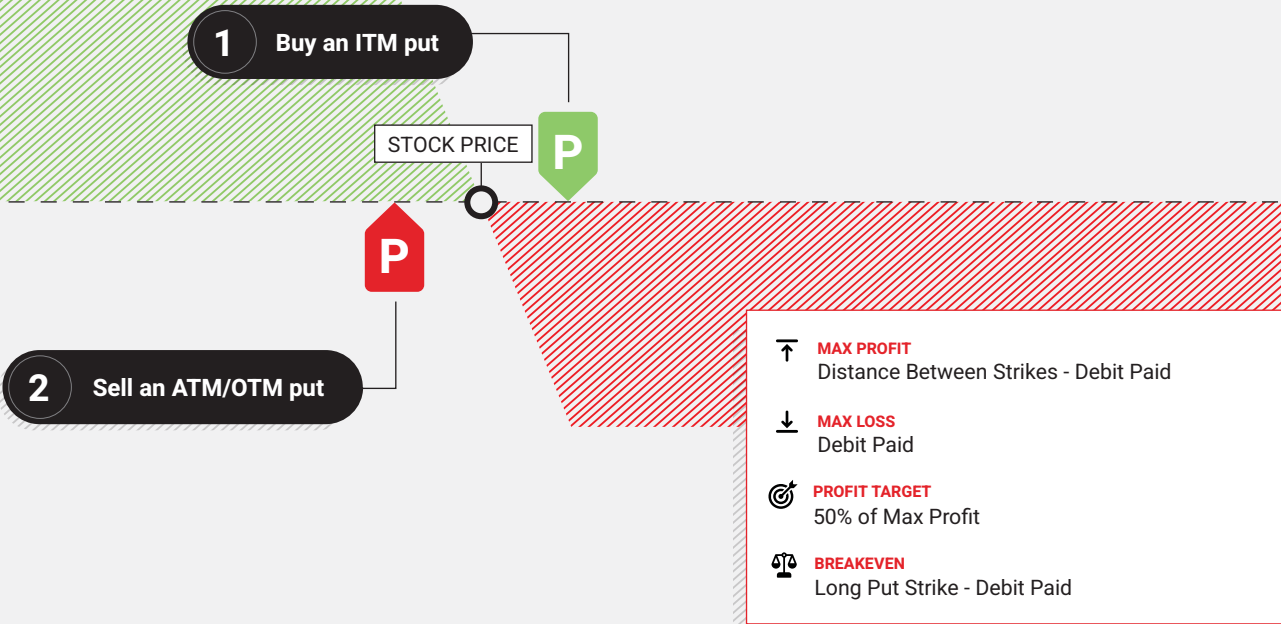 1 Buy an ITM put
STOCK PRICE
P
P
2 Sell an ATM/OTM put
MAX PROFIT
Distance Between Strikes - Debit Paid
MAX LOSS
Debit Paid
PROFIT TARGET
50% of Max Profit
BREAKEVEN
Long Put Strike - Debit Paid